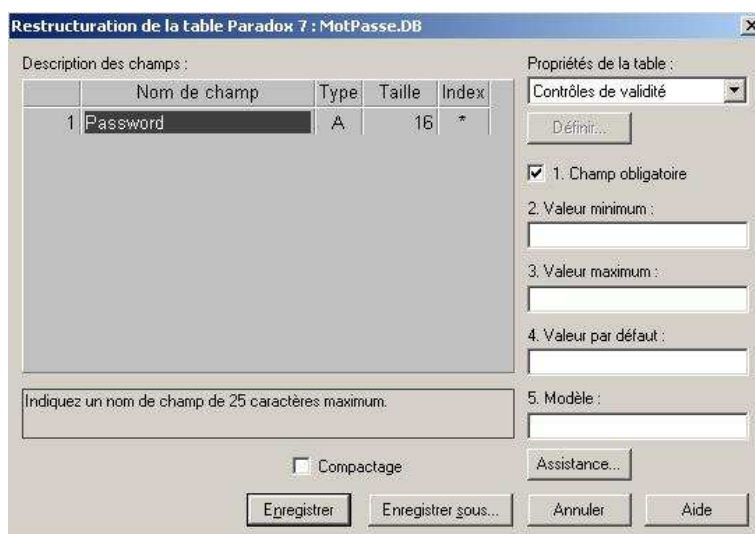 Restructuration de la table Paradox 7 : MotPasse.DB
Description des champs :
Nom de champ Type Taille Index
1 Password A 16 *
Indiquez un nom de champ de 25 caractères maximum.
Compactage
Enregistrer Enregistrer sous...
Propriétés de la table :
Contrôles de validité
Définir...
1. Champ obligatoire
2. Valeur minimum :
3. Valeur maximum :
4. Valeur par défaut :
5. Modèle :
Assistance...
Annuler Aide